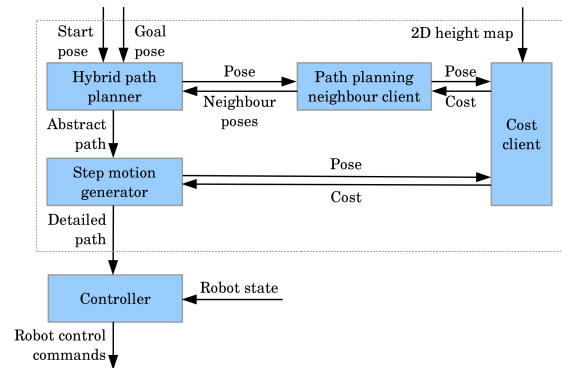 Start
pose
Goal
pose
2D height map
Hybrid path
planner
Pose
Neighbour
poses
Path planning
neighbour client
Pose
Cost
Cost
client
Abstract
path
Step motion
generator
Pose
Cost
Detailed
path
Controller
Robot state
Robot control
commands